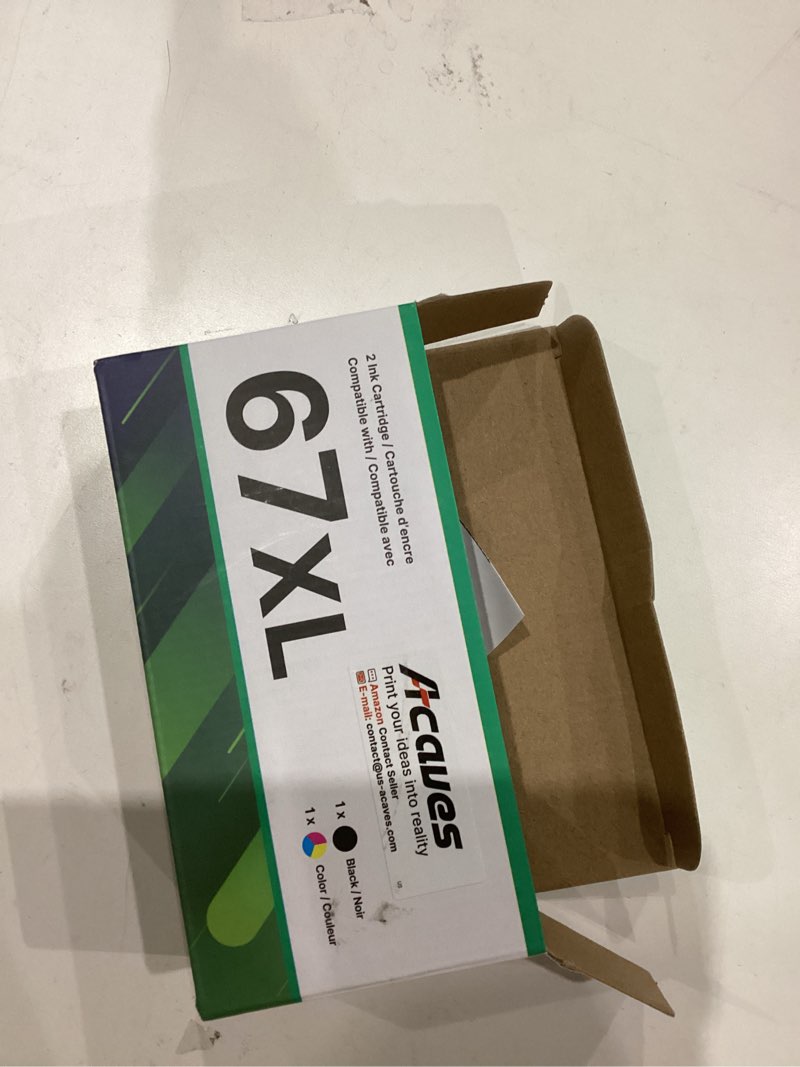 2 Ink Cartridge / Cartouche d'encre
Compatible with / Compatible avec
67XL
Acaves
Print your ideas into reality
Amazon Contact Seller
E-mail: contact@us-acaves.com
US
1 x Black / Noir
1 x Color / Couleur